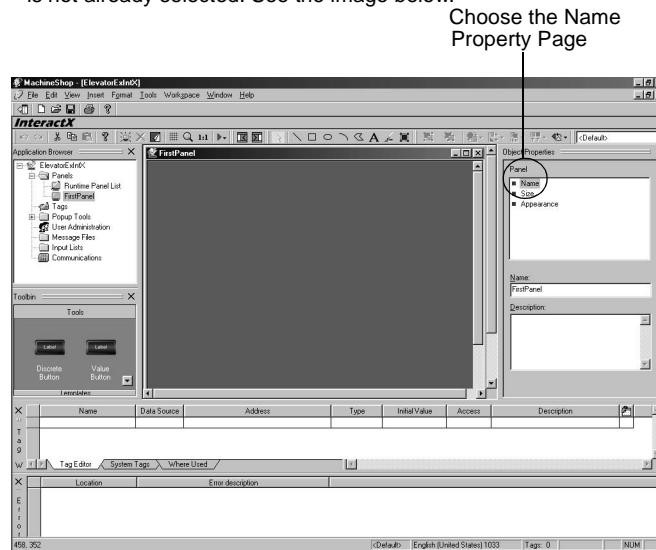 is not already selected. See the image below.
Choose the Name
Property Page
MachineShop - [ElevatorExIntX]
File Edit View Insert Format Tools Workspace Window Help
InteractX
<Default>
Application Browser
ElevatorExIntX
Panels
Runtime Panel List
FirstPanel
Tags
Popup Tools
User Administration
Message Files
Input Lists
Communications
FirstPanel
Object Properties
Panel
Name
Size
Appearance
Name:
FirstPanel
Description:
Toolbin
Tools
Label Label
Discrete Button
Value Button
Templates
Name Data Source Address Type Initial Value Access Description
Tag Editor System Tags Where Used
Location Error description
458, 352 <Default> English (United States) 1033 Tags: 0 NUM